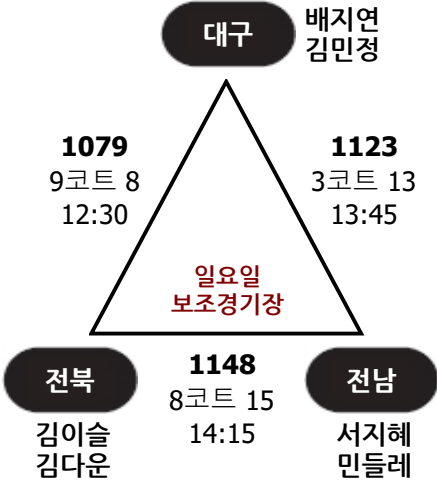 대구
배지연
김민정
1079
9코트 8
12:30
1123
3코트 13
13:45
일요일
보조경기장
전북
김이슬
김다운
1148
8코트 15
14:15
전남
서지혜
민들레